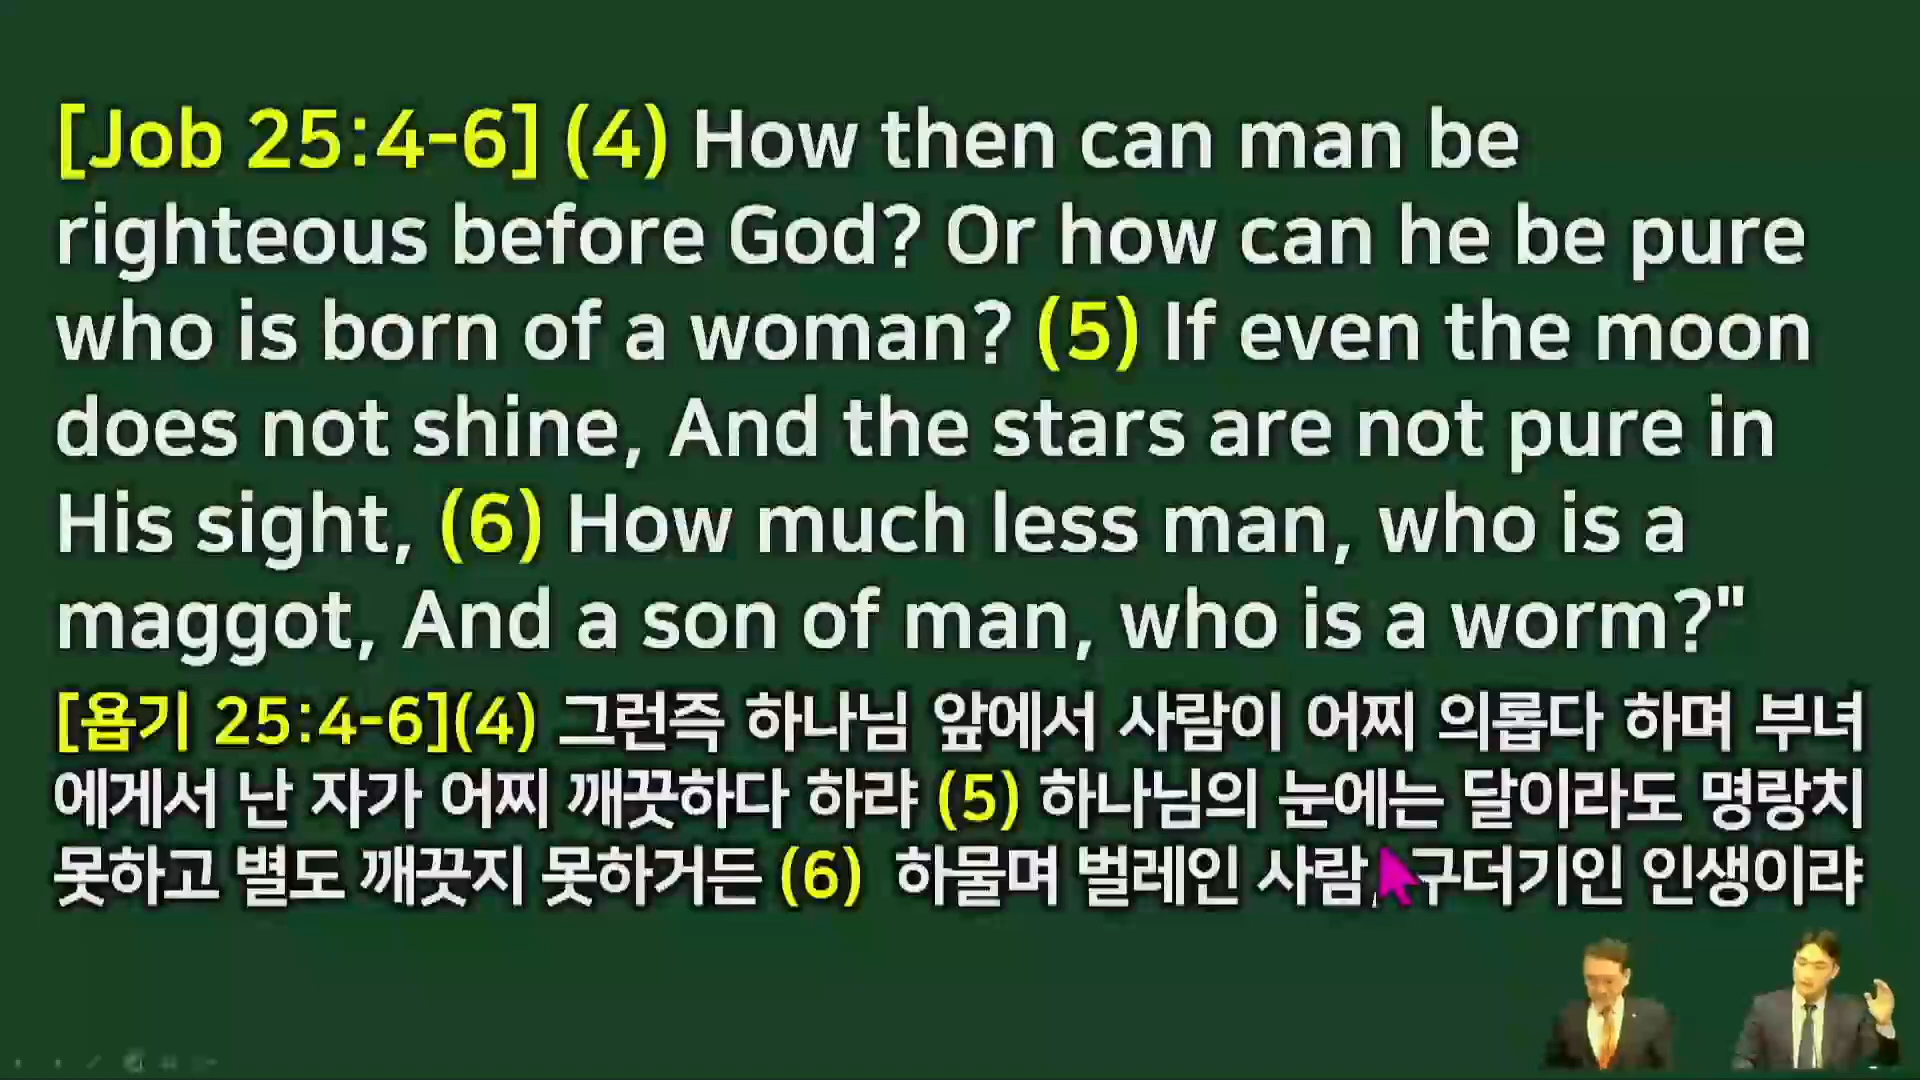 [Job 25:4-6] (4) How then can man be
righteous before God? Or how can he be pure
who is born of a woman? (5) If even the moon
does not shine, And the stars are not pure in
His sight, (6) How much less man, who is a
maggot, And a son of man, who is a worm?"
[욥기 25:4-6](4) 그런즉 하나님 앞에서 사람이 어찌 의롭다 하며 부녀
에게서 난 자가 어찌 깨끗하다 하랴 (5) 하나님의 눈에는 달이라도 명랑치
못하고 별도 깨끗지 못하거든 (6) 하물며 벌레인 사람, 구더기인 인생이랴